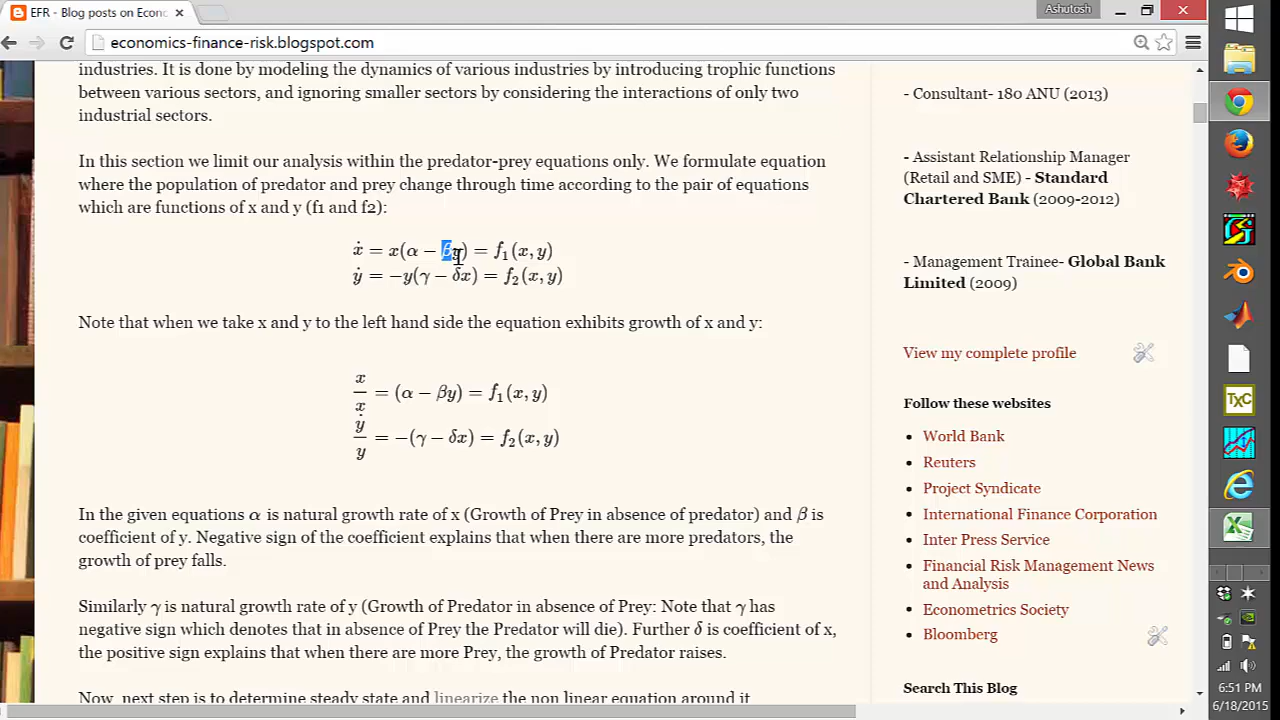 EFR - Blog posts on Econo
Ashutosh
economics-finance-risk.blogspot.com
industries. It is done by modeling the dynamics of various industries by introducing trophic functions
between various sectors, and ignoring smaller sectors by considering the interactions of only two
industrial sectors.
In this section we limit our analysis within the predator-prey equations only. We formulate equation
where the population of predator and prey change through time according to the pair of equations
which are functions of x and y (f1 and f2):
ẋ = x(α − βy) = f₁(x, y)
ẏ = −y(γ − δx) = f₂(x, y)
Note that when we take x and y to the left hand side the equation exhibits growth of x and y:
x/x = (α − βy) = f₁(x, y)
ẏ/y = −(γ − δx) = f₂(x, y)
In the given equations α is natural growth rate of x (Growth of Prey in absence of predator) and β is
coefficient of y. Negative sign of the coefficient explains that when there are more predators, the
growth of prey falls.
Similarly γ is natural growth rate of y (Growth of Predator in absence of Prey: Note that γ has
negative sign which denotes that in absence of Prey the Predator will die). Further δ is coefficient of x,
the positive sign explains that when there are more Prey, the growth of Predator raises.
Now, next step is to determine steady state and linearize the non linear equation around it
- Consultant- 180 ANU (2013)
- Assistant Relationship Manager
(Retail and SME) - Standard
Chartered Bank (2009-2012)
- Management Trainee- Global Bank
Limited (2009)
View my complete profile
Follow these websites
World Bank
Reuters
Project Syndicate
International Finance Corporation
Inter Press Service
Financial Risk Management News
and Analysis
Econometrics Society
Bloomberg
Search This Blog
TXC
6:51 PM
6/18/2015